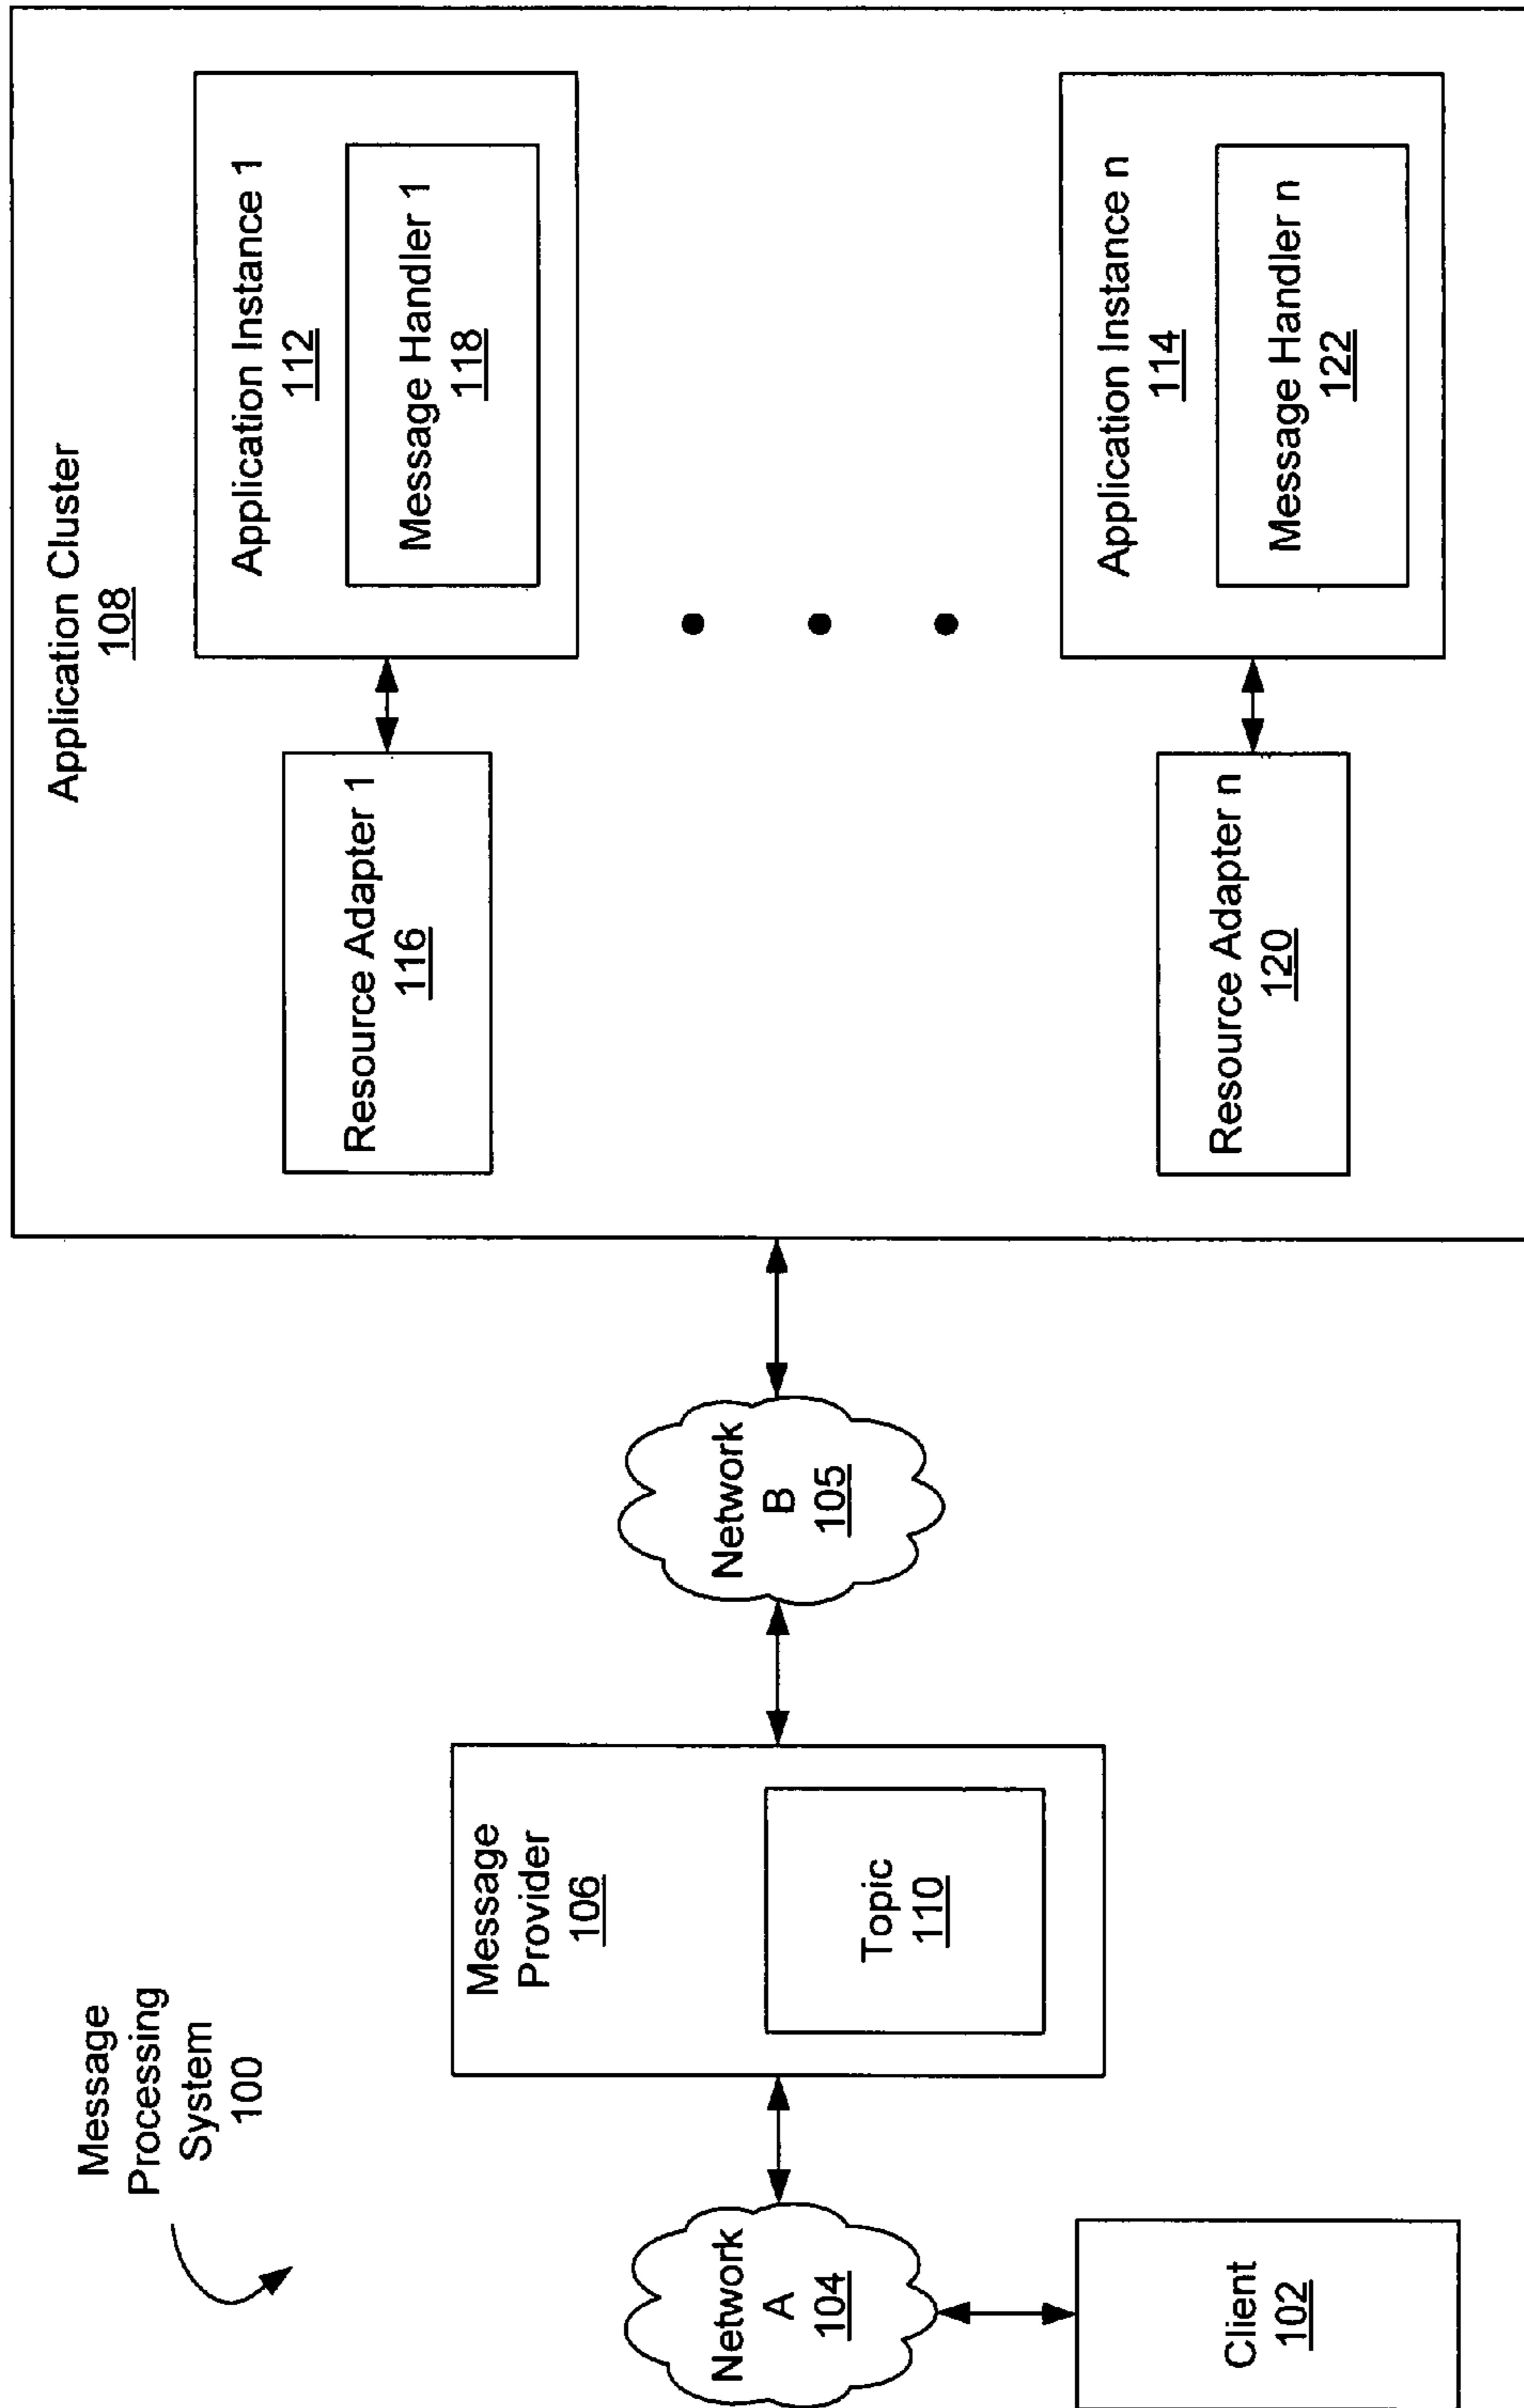 Message
Processing
System
100
Network
A
104
Client
102
Message
Provider
106
Topic
110
Network
B
105
Application Cluster
108
Resource Adapter 1
116
Application Instance 1
112
Message Handler 1
118
Resource Adapter n
120
Application Instance n
114
Message Handler n
122